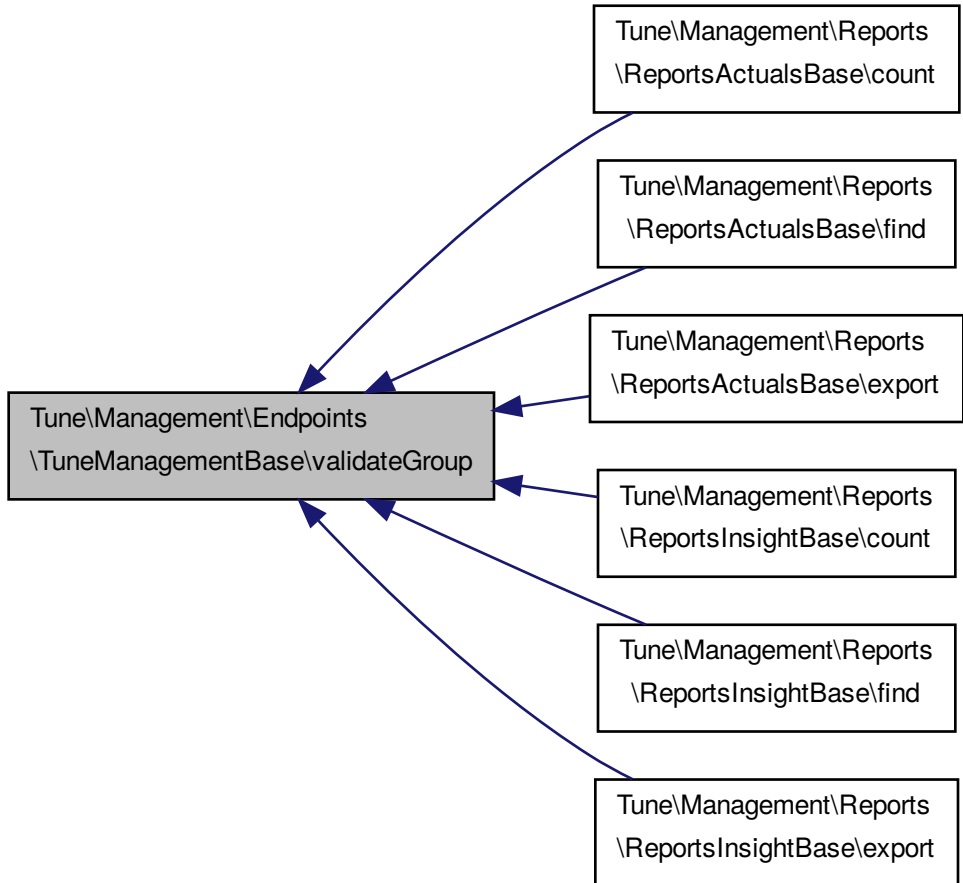 Tune\Management\Reports
\ReportsActualsBase\count
Tune\Management\Reports
\ReportsActualsBase\find
Tune\Management\Reports
\ReportsActualsBase\export
Tune\Management\Endpoints
\TuneManagementBase\validateGroup
Tune\Management\Reports
\ReportsInsightBase\count
Tune\Management\Reports
\ReportsInsightBase\find
Tune\Management\Reports
\ReportsInsightBase\export